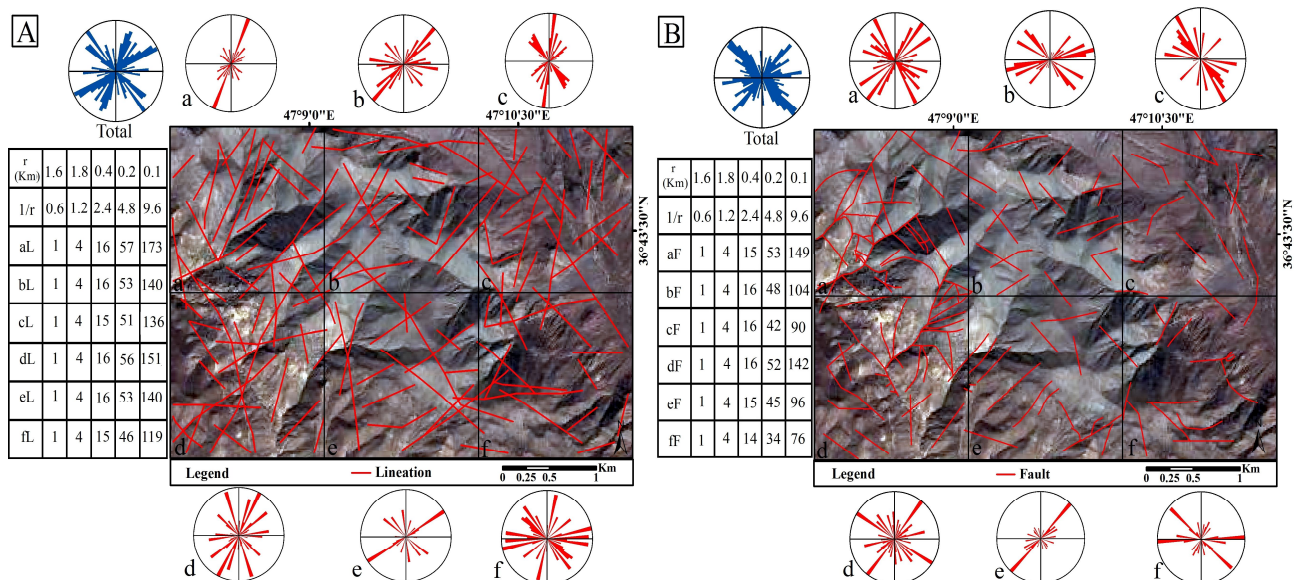 A
a
b
c
Total
47°9'0"E
47°10'30"E
r (Km) 1.6 1.8 0.4 0.2 0.1
1/r 0.6 1.2 2.4 4.8 9.6
aL 1 4 16 57 173
bL 1 4 16 53 140
cL 1 4 15 51 136
dL 1 4 16 56 151
eL 1 4 16 53 140
fL 1 4 15 46 119
36°43'30"N
a
b
c
d
e
f
Legend
Lineation
Km
0 0.25 0.5 1
d
e
f
B
a
b
c
Total
47°9'0"E
47°10'30"E
r (Km) 1.6 1.8 0.4 0.2 0.1
1/r 0.6 1.2 2.4 4.8 9.6
aF 1 4 15 53 149
bF 1 4 16 48 104
cF 1 4 16 42 90
dF 1 4 16 52 142
eF 1 4 15 45 96
fF 1 4 14 34 76
36°43'30"N
a
b
c
d
e
f
Legend
Fault
Km
0 0.25 0.5 1
d
e
f